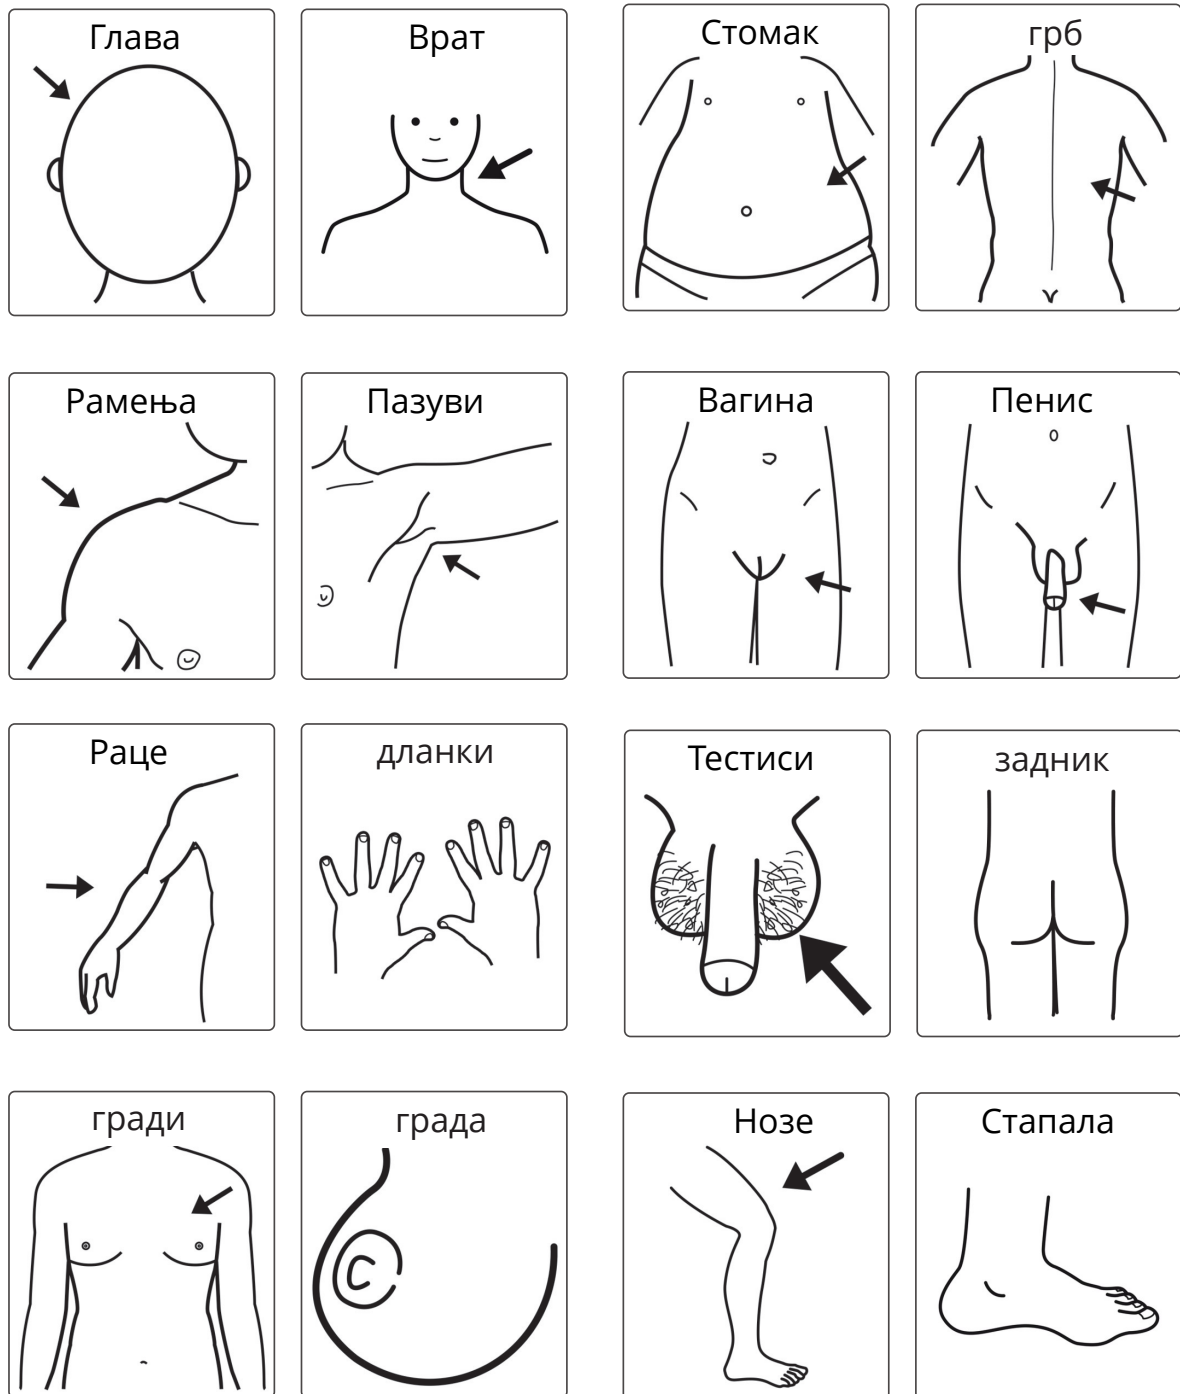 Глава
Врат
Стомак
грб
Рамења
Пазуви
Вагина
Пенис
Раце
дланки
Тестиси
задник
гради
града
Нозе
Стапала